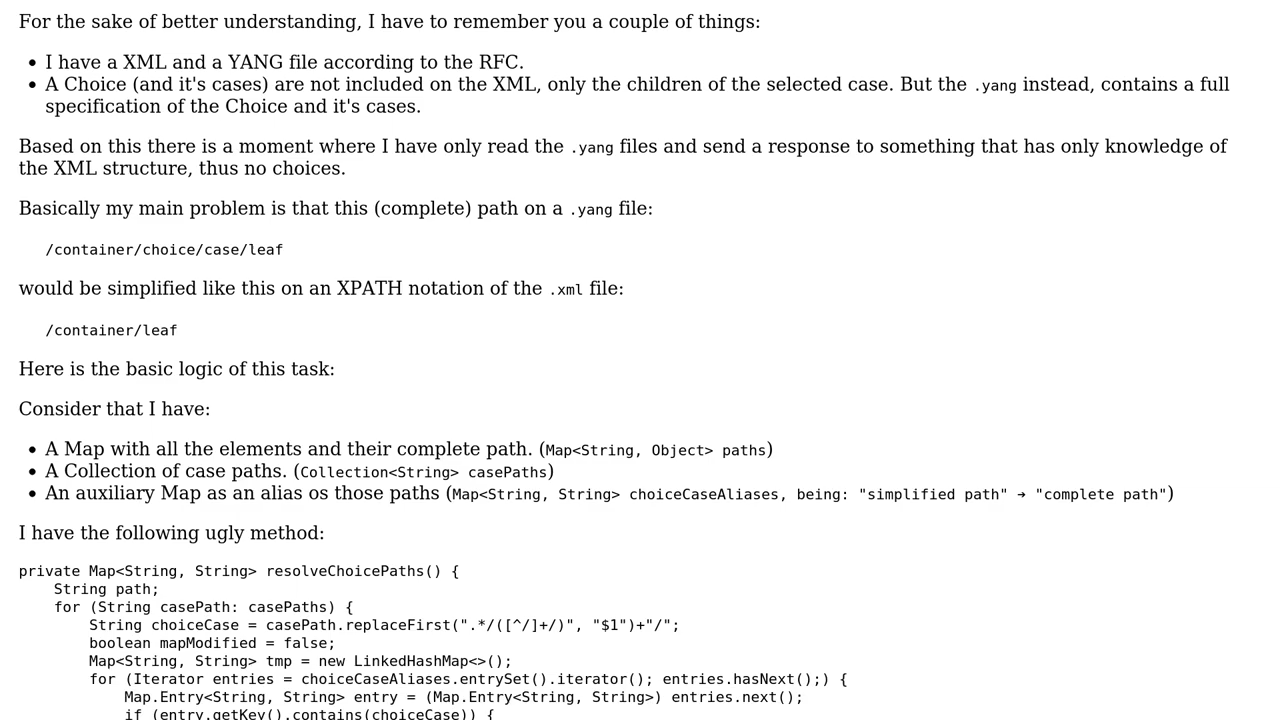 For the sake of better understanding, I have to remember you a couple of things:
• I have a XML and a YANG file according to the RFC.
• A Choice (and it's cases) are not included on the XML, only the children of the selected case. But the .yang instead, contains a full
specification of the Choice and it's cases.
Based on this there is a moment where I have only read the .yang files and send a response to something that has only knowledge of
the XML structure, thus no choices.
Basically my main problem is that this (complete) path on a .yang file:
/container/choice/case/leaf
would be simplified like this on an XPATH notation of the .xml file:
/container/leaf
Here is the basic logic of this task:
Consider that I have:
• A Map with all the elements and their complete path. (Map<String, Object> paths)
• A Collection of case paths. (Collection<String> casePaths)
• An auxiliary Map as an alias os those paths (Map<String, String> choiceCaseAliases, being: "simplified path" → "complete path")
I have the following ugly method:
private Map<String, String> resolveChoicePaths() {
    String path;
    for (String casePath: casePaths) {
        String choiceCase = casePath.replaceFirst(".*/([^/]+/)", "$1")+"/";
        boolean mapModified = false;
        Map<String, String> tmp = new LinkedHashMap<>();
        for (Iterator entries = choiceCaseAliases.entrySet().iterator(); entries.hasNext();) {
            Map.Entry<String, String> entry = (Map.Entry<String, String>) entries.next();
            if (entry.getKey().contains(choiceCase)) {